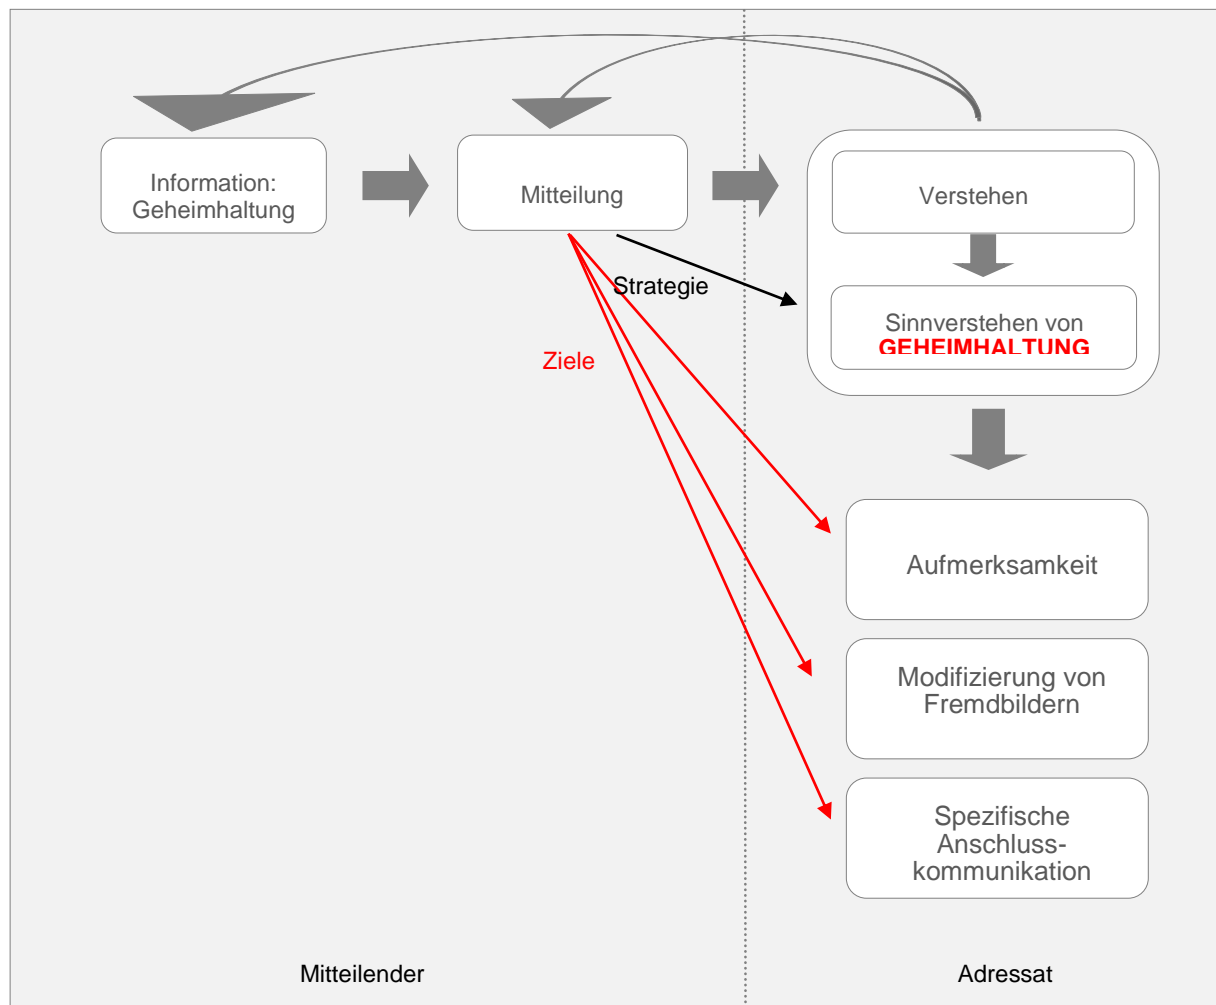 Information:
Geheimhaltung
Mitteilung
Verstehen
Strategie
Sinnverstehen von
GEHEIMHALTUNG
Ziele
Aufmerksamkeit
Modifizierung von
Fremdbildern
Spezifische
Anschluss-
kommunikation
Mitteilender
Adressat